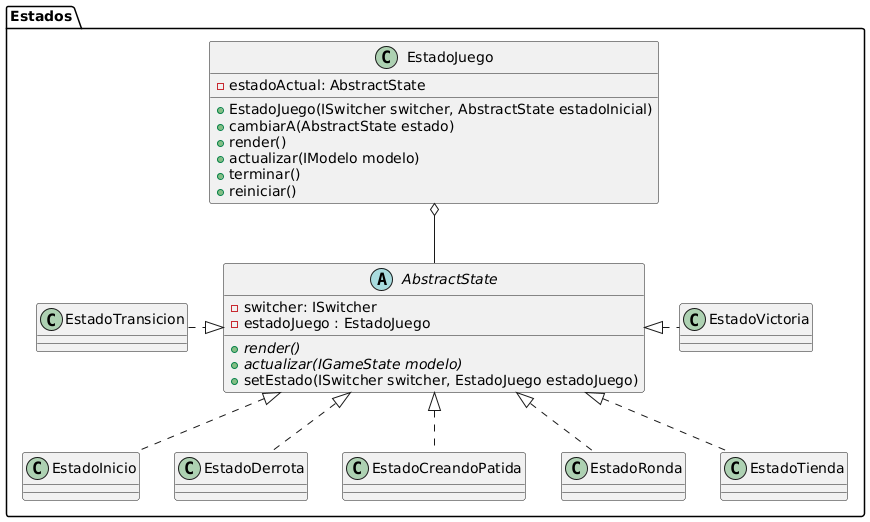 Estados
C EstadoJuego
estadoActual: AbstractState
EstadoJuego(ISwitcher switcher, AbstractState estadoInicial)
cambiarA(AbstractState estado)
render()
actualizar(IModelo modelo)
terminar()
reiniciar()
A AbstractState
switcher: ISwitcher
estadoJuego : EstadoJuego
render()
actualizar(IGameState modelo)
setEstado(ISwitcher switcher, EstadoJuego estadoJuego)
C EstadoTransicion
C EstadoVictoria
C EstadoInicio
C EstadoDerrota
C EstadoCreandoPatida
C EstadoRonda
C EstadoTienda